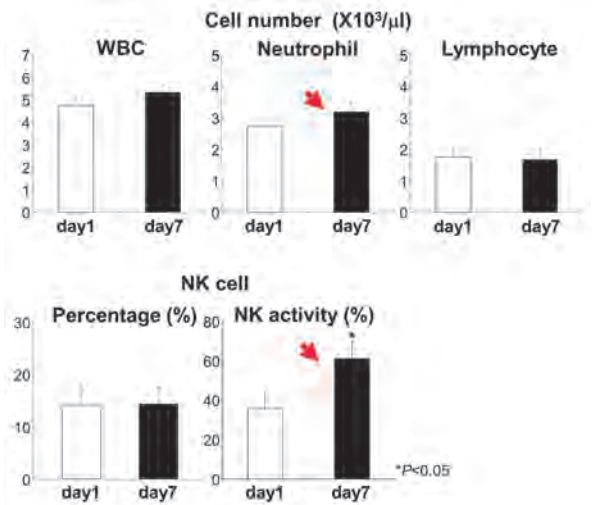 Cell number (X10³/μl)
WBC
Neutrophil
Lymphocyte
7
6
5
4
3
2
1
0
day1 day7
5
4
3
2
1
0
day1 day7
5
4
3
2
1
0
day1 day7
NK cell
Percentage (%)
NK activity (%)
30
20
10
0
day1 day7
80
60
40
20
0
*
day1 day7
*P<0.05